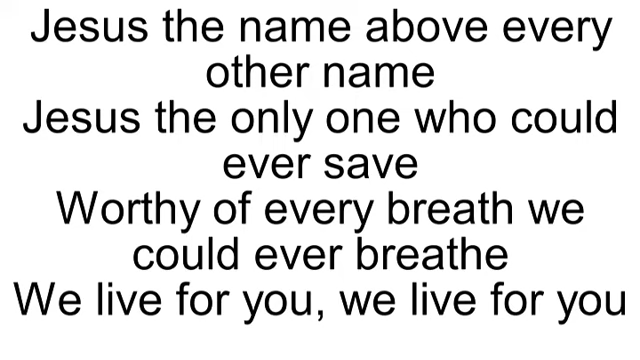 Jesus the name above every
other name
Jesus the only one who could
ever save
Worthy of every breath we
could ever breathe
We live for you, we live for you